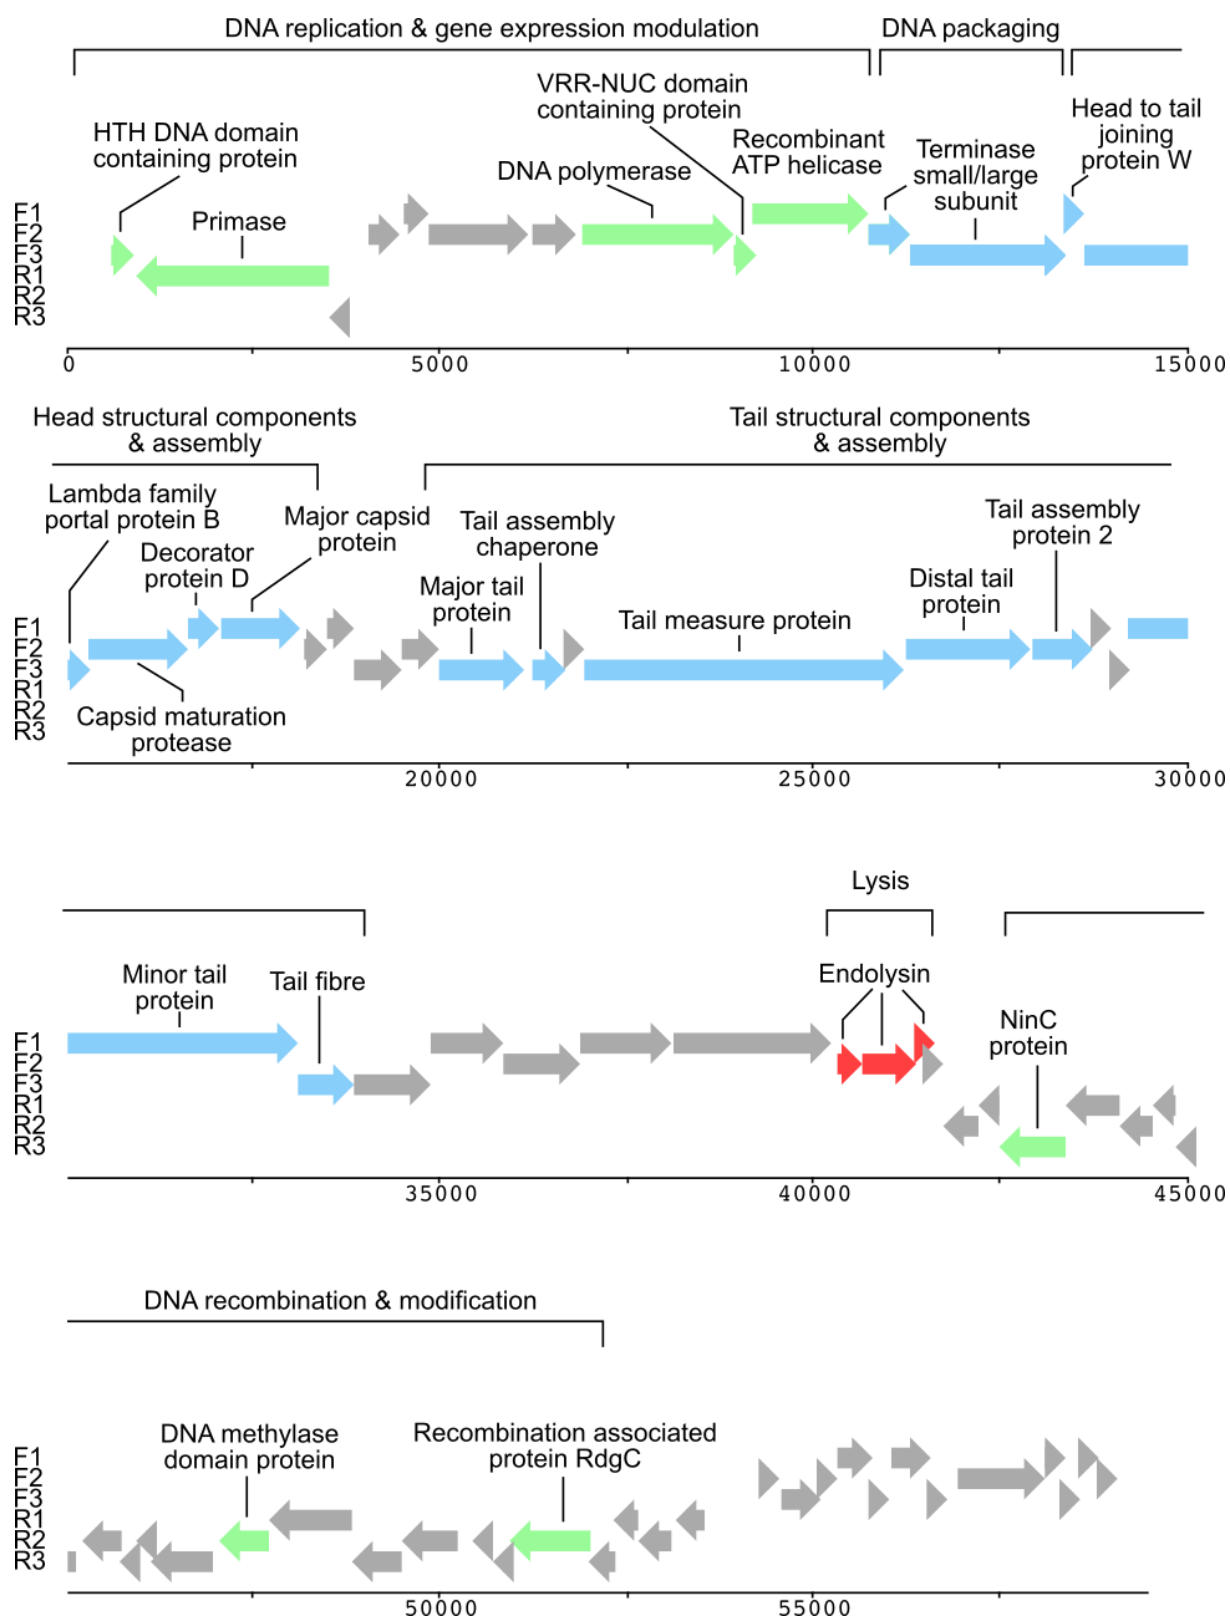 DNA replication & gene expression modulation
DNA packaging
VRR-NUC domain
containing protein
HTH DNA domain
containing protein
Head to tail
joining
protein W
Recombinant
ATP helicase
Terminase
small/large
subunit
DNA polymerase
Primase
F1
F2
F3
R1
R2
R3
0
5000
10000
15000
Head structural components
& assembly
Tail structural components
& assembly
Lambda family
portal protein B
Decorator
protein D
Major capsid
protein
Tail assembly
chaperone
Tail assembly
protein 2
Major tail
protein
Distal tail
protein
Tail measure protein
F1
F2
F3
R1
R2
R3
Capsid maturation
protease
20000
25000
30000
Lysis
Minor tail
protein
Tail fibre
Endolysin
NinC
protein
F1
F2
F3
R1
R2
R3
35000
40000
45000
DNA recombination & modification
DNA methylase
domain protein
Recombination associated
protein RdgC
F1
F2
F3
R1
R2
R3
50000
55000